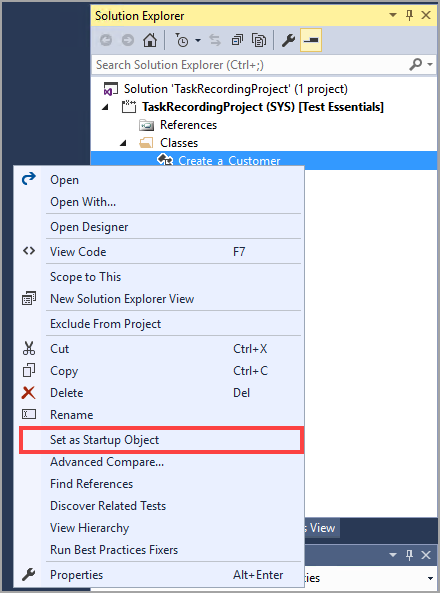 Solution Explorer
Search Solution Explorer (Ctrl+;)
Solution 'TaskRecordingProject' (1 project)
TaskRecordingProject (SYS) [Test Essentials]
References
Classes
Create_a_Customer
Open
Open With...
Open Designer
View Code F7
Scope to This
New Solution Explorer View
Exclude From Project
Cut Ctrl+X
Copy Ctrl+C
Delete Del
Rename
Set as Startup Object
Advanced Compare...
Find References
Discover Related Tests
View Hierarchy
s View
Run Best Practices Fixers
Properties Alt+Enter
ies